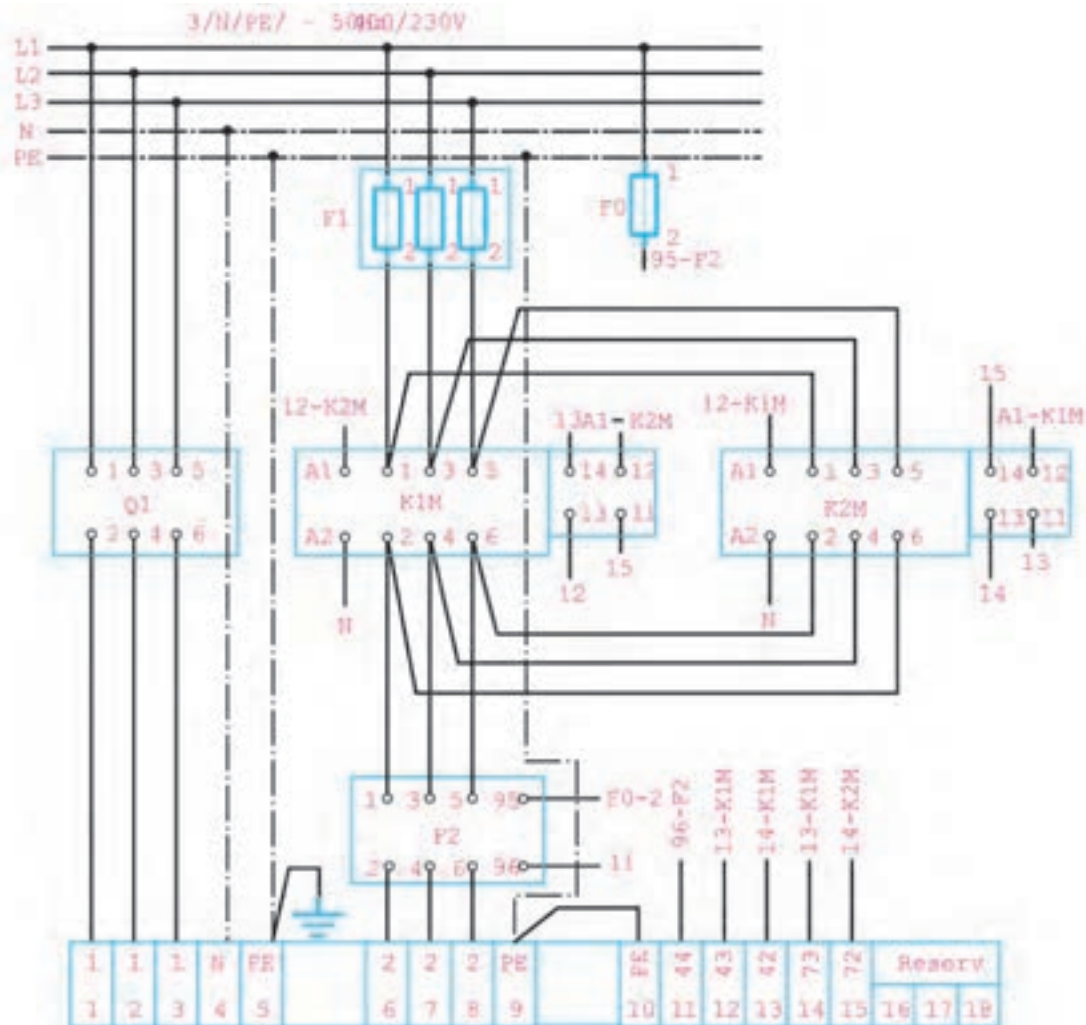 3/N/PE/ - 50Hz 400/230V
L1
L2
L3
N
PE
F1 1 1 1
2 2 2
F0 1
2
95-F2
12-K2M
13 A1-K2M
12-K1M
15
A1-K1M
1 3 5
Q1
2 4 6
A1 1 3 5
K1M
A2 2 4 6
14 12
13 11
A1 1 3 5
K2M
A2 2 4 6
14 12
13 11
N
12
15
N
14
13
1 3 5 95
F2
2 4 6 96
F0-2
11
96-F2
13-K1M
14-K1M
13-K1M
14-K2M
1 1 1 N PE 2 2 2 PE PE 44 43 42 73 72 Reserv
1 2 3 4 5 6 7 8 9 10 11 12 13 14 15 16 17 18